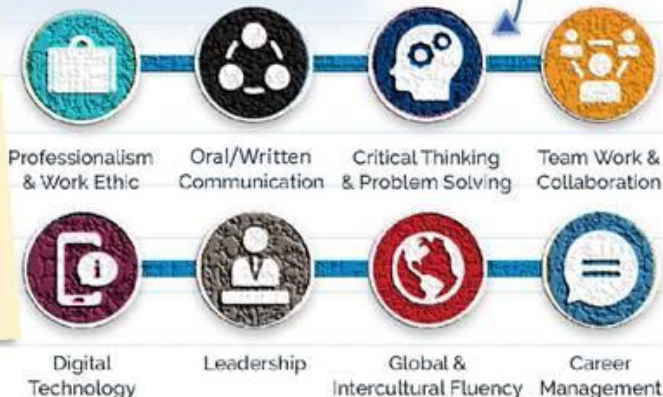 Professionalism
& Work Ethic
Oral/Written
Communication
Critical Thinking
& Problem Solving
Team Work &
Collaboration
i
Digital
Technology
Leadership
Global &
Intercultural Fluency
Career
Management